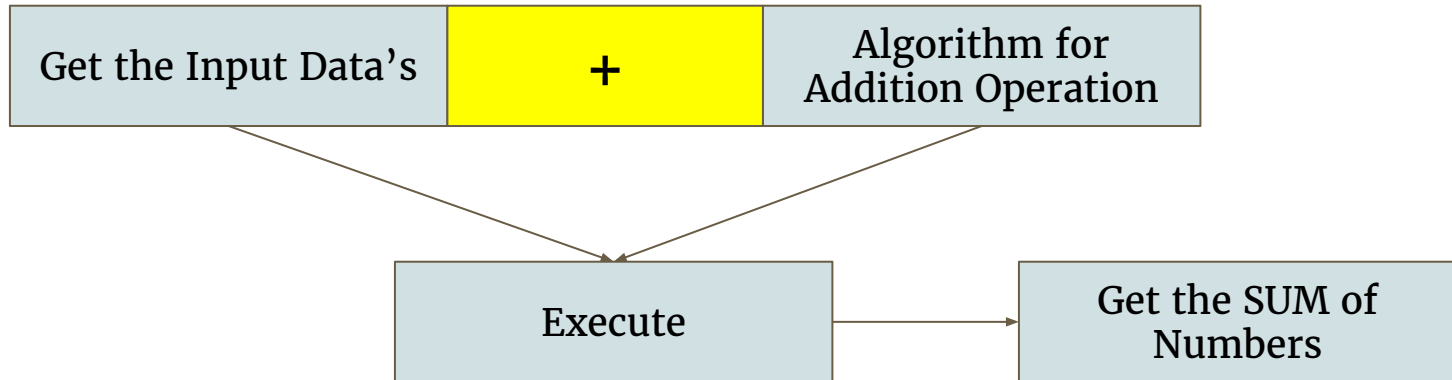 Get the Input Data’s
+
Algorithm for
Addition Operation
Execute
Get the SUM of
Numbers